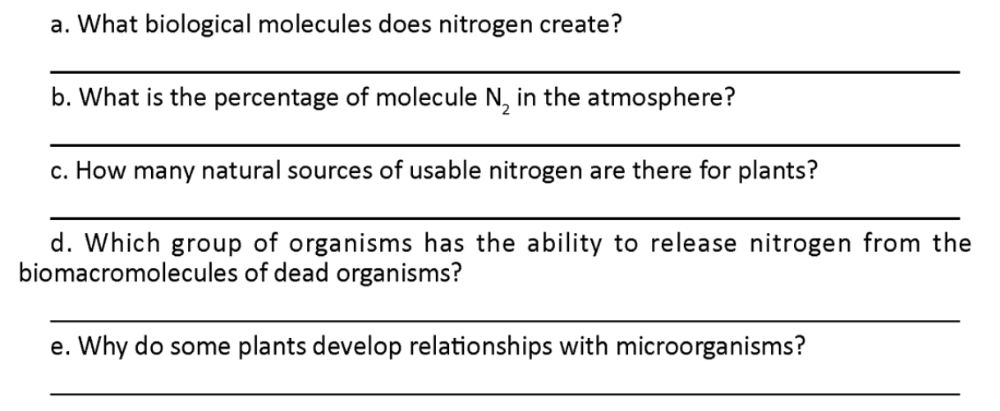 a. What biological molecules does nitrogen create?
b. What is the percentage of molecule N₂ in the atmosphere?
c. How many natural sources of usable nitrogen are there for plants?
d. Which group of organisms has the ability to release nitrogen from the
biomacromolecules of dead organisms?
e. Why do some plants develop relationships with microorganisms?